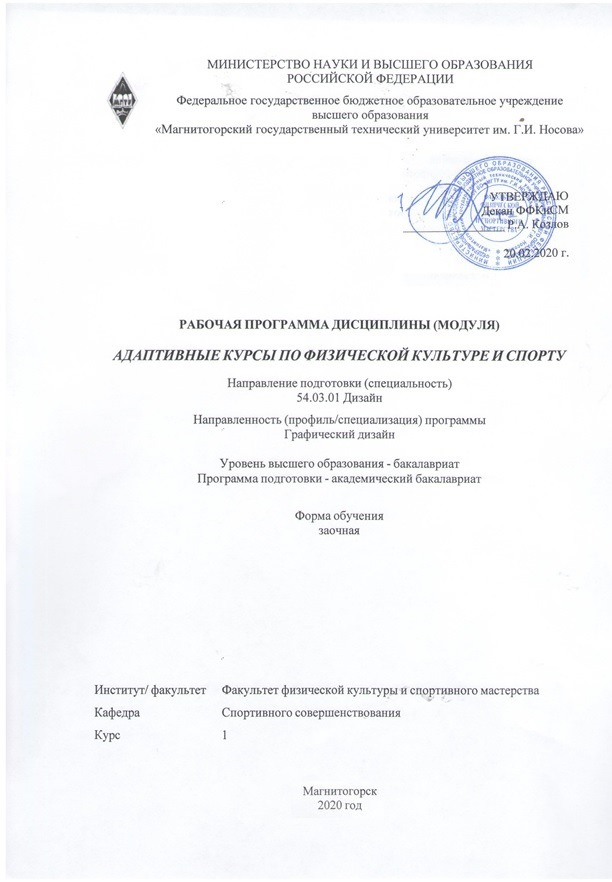 МИНИСТЕРСТВО НАУКИ И ВЫСШЕГО ОБРАЗОВАНИЯ
РОССИЙСКОЙ ФЕДЕРАЦИИ
Федеральное государственное бюджетное образовательное учреждение
высшего образования
«Магнитогорский государственный технический университет им. Г.И. Носова»
УТВЕРЖДАЮ
Декан ФФКиСМ
Р.А. Козлов
20.02.2020 г.
РАБОЧАЯ ПРОГРАММА ДИСЦИПЛИНЫ (МОДУЛЯ)
АДАПТИВНЫЕ КУРСЫ ПО ФИЗИЧЕСКОЙ КУЛЬТУРЕ И СПОРТУ
Направление подготовки (специальность)
54.03.01 Дизайн
Направленность (профиль/специализация) программы
Графический дизайн
Уровень высшего образования - бакалавриат
Программа подготовки - академический бакалавриат
Форма обучения
заочная
Институт/ факультет Факультет физической культуры и спортивного мастерства
Кафедра Спортивного совершенствования
Курс 1
Магнитогорск
2020 год